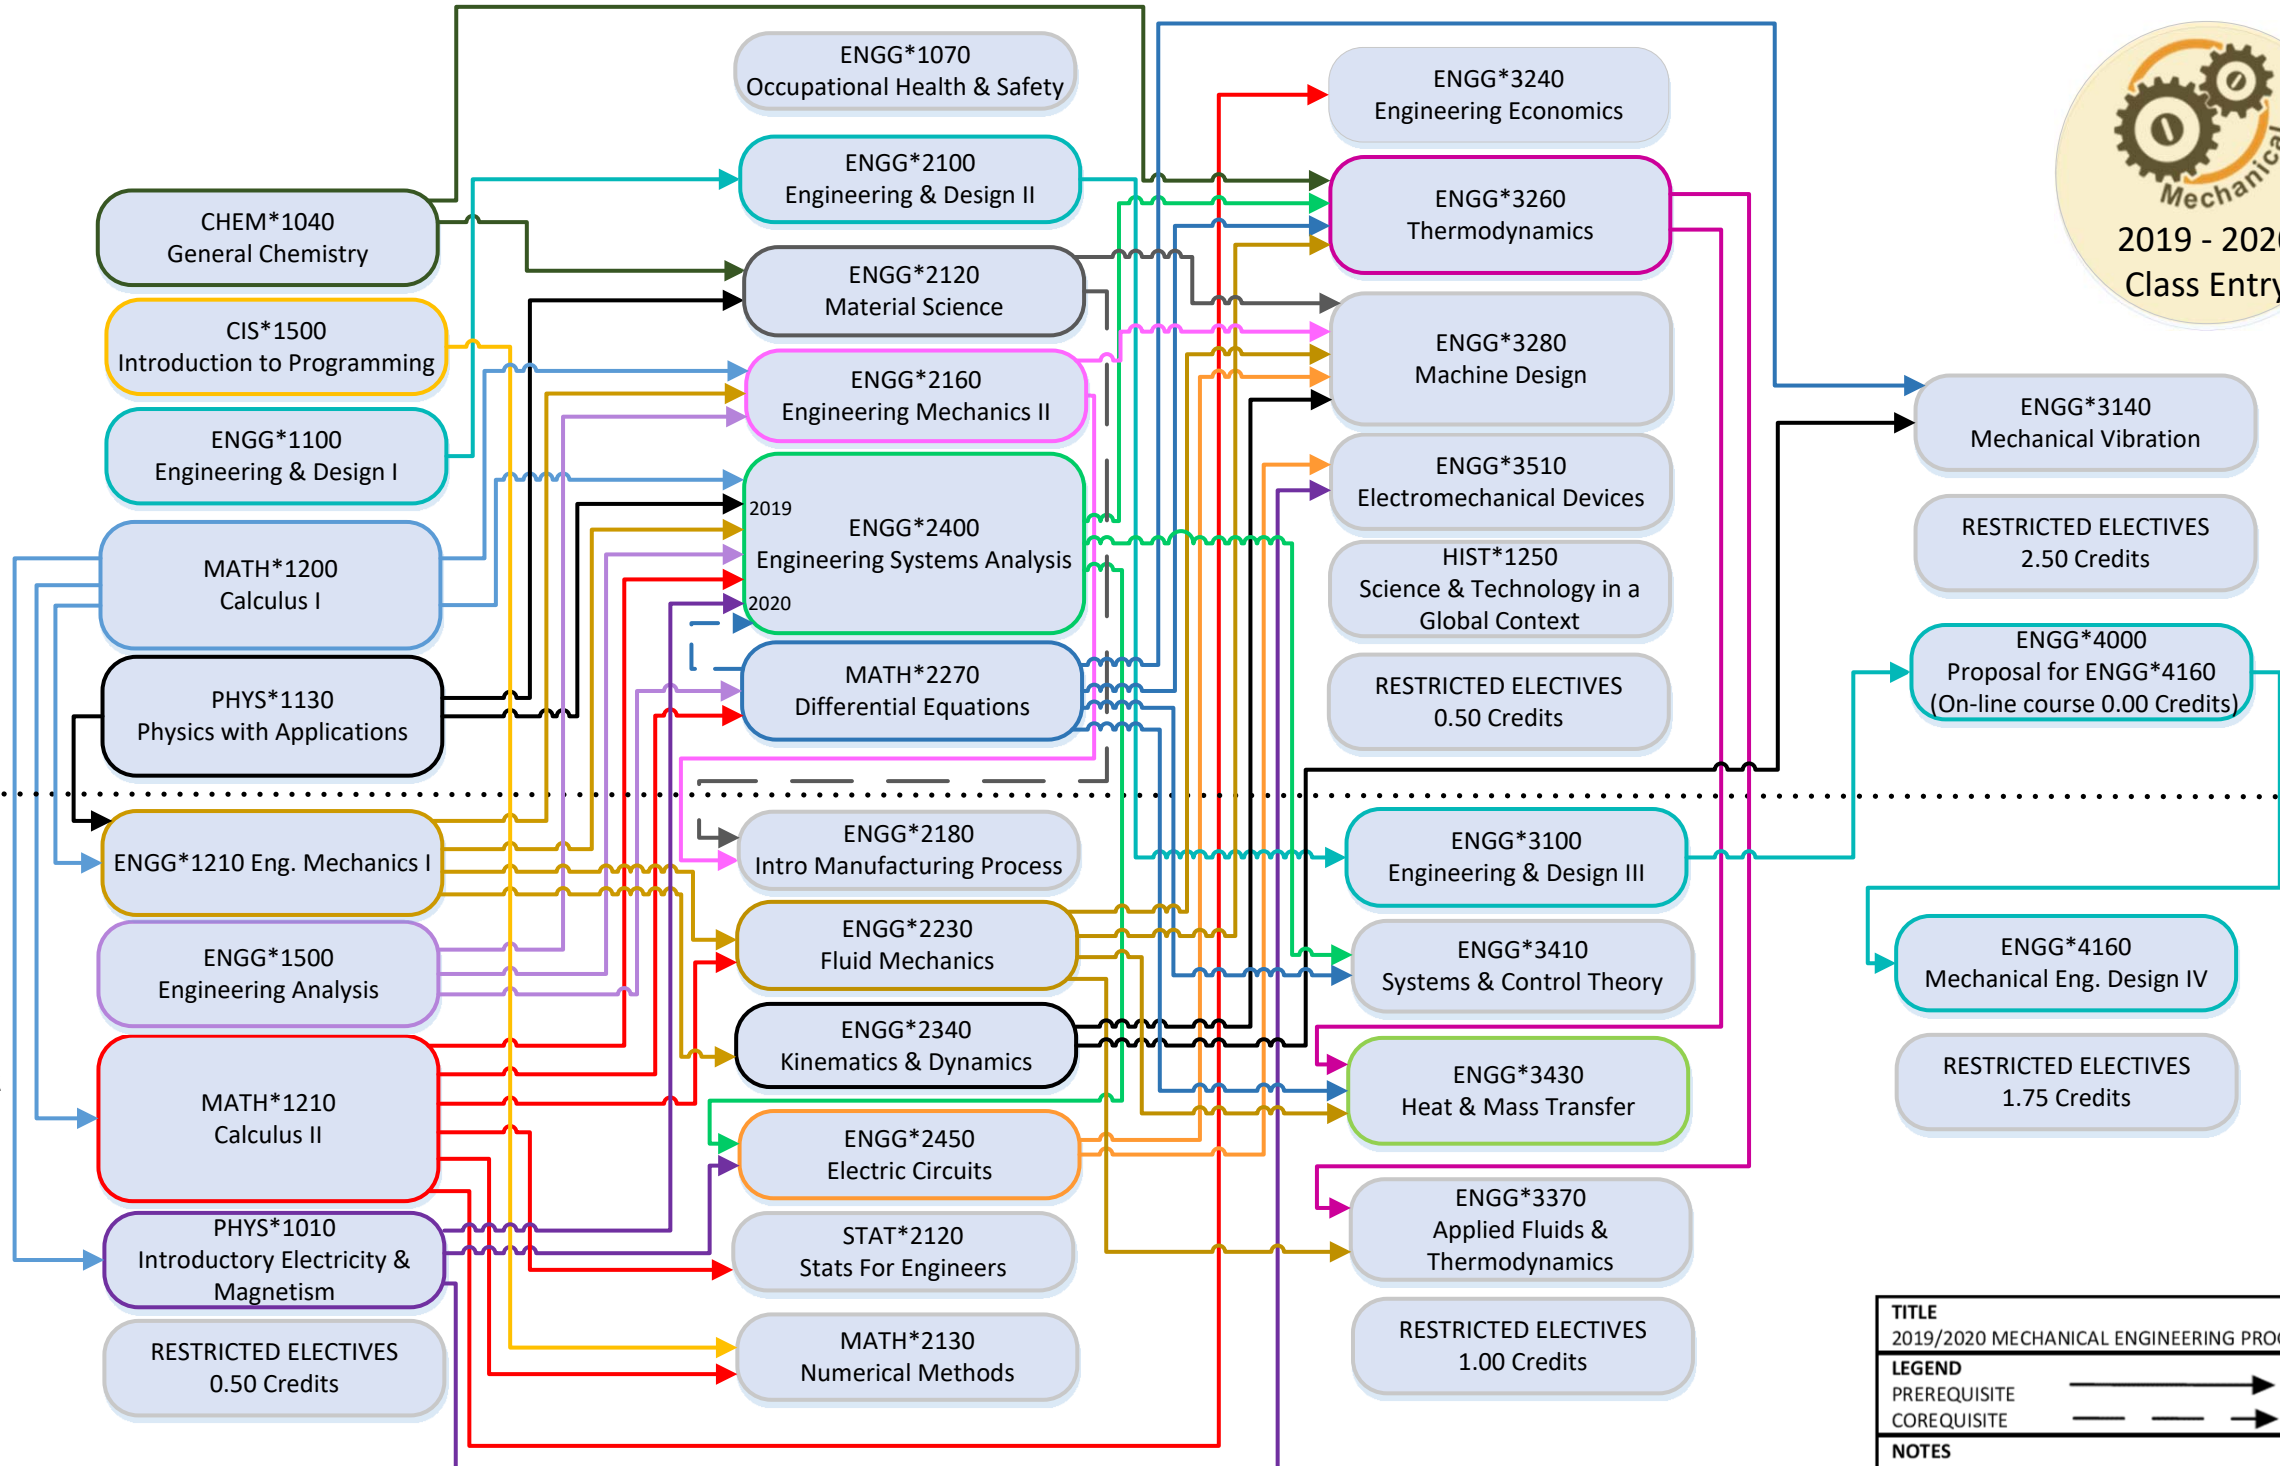 ENGG*1070
Occupational Health & Safety
ENGG*2100
Engineering & Design II
ENGG*2120
Material Science
ENGG*2160
Engineering Mechanics II
2019
ENGG*2400
Engineering Systems Analysis
2020
MATH*2270
Differential Equations
CHEM*1040
General Chemistry
CIS*1500
Introduction to Programming
ENGG*1100
Engineering & Design I
MATH*1200
Calculus I
PHYS*1130
Physics with Applications
ENGG*3240
Engineering Economics
ENGG*3260
Thermodynamics
ENGG*3280
Machine Design
ENGG*3510
Electromechanical Devices
HIST*1250
Science & Technology in a
Global Context
RESTRICTED ELECTIVES
0.50 Credits
Mechanical
2019 - 2020
Class Entry
ENGG*3140
Mechanical Vibration
RESTRICTED ELECTIVES
2.50 Credits
ENGG*4000
Proposal for ENGG*4160
(On-line course 0.00 Credits)
ENGG*1210 Eng. Mechanics I
ENGG*1500
Engineering Analysis
MATH*1210
Calculus II
PHYS*1010
Introductory Electricity &
Magnetism
RESTRICTED ELECTIVES
0.50 Credits
ENGG*2180
Intro Manufacturing Process
ENGG*2230
Fluid Mechanics
ENGG*2340
Kinematics & Dynamics
ENGG*2450
Electric Circuits
STAT*2120
Stats For Engineers
MATH*2130
Numerical Methods
ENGG*3100
Engineering & Design III
ENGG*3410
Systems & Control Theory
ENGG*3430
Heat & Mass Transfer
ENGG*3370
Applied Fluids &
Thermodynamics
RESTRICTED ELECTIVES
1.00 Credits
ENGG*4160
Mechanical Eng. Design IV
RESTRICTED ELECTIVES
1.75 Credits
TITLE
2019/2020 MECHANICAL ENGINEERING
LEGEND
PREREQUISITE
COREQUISITE
NOTES